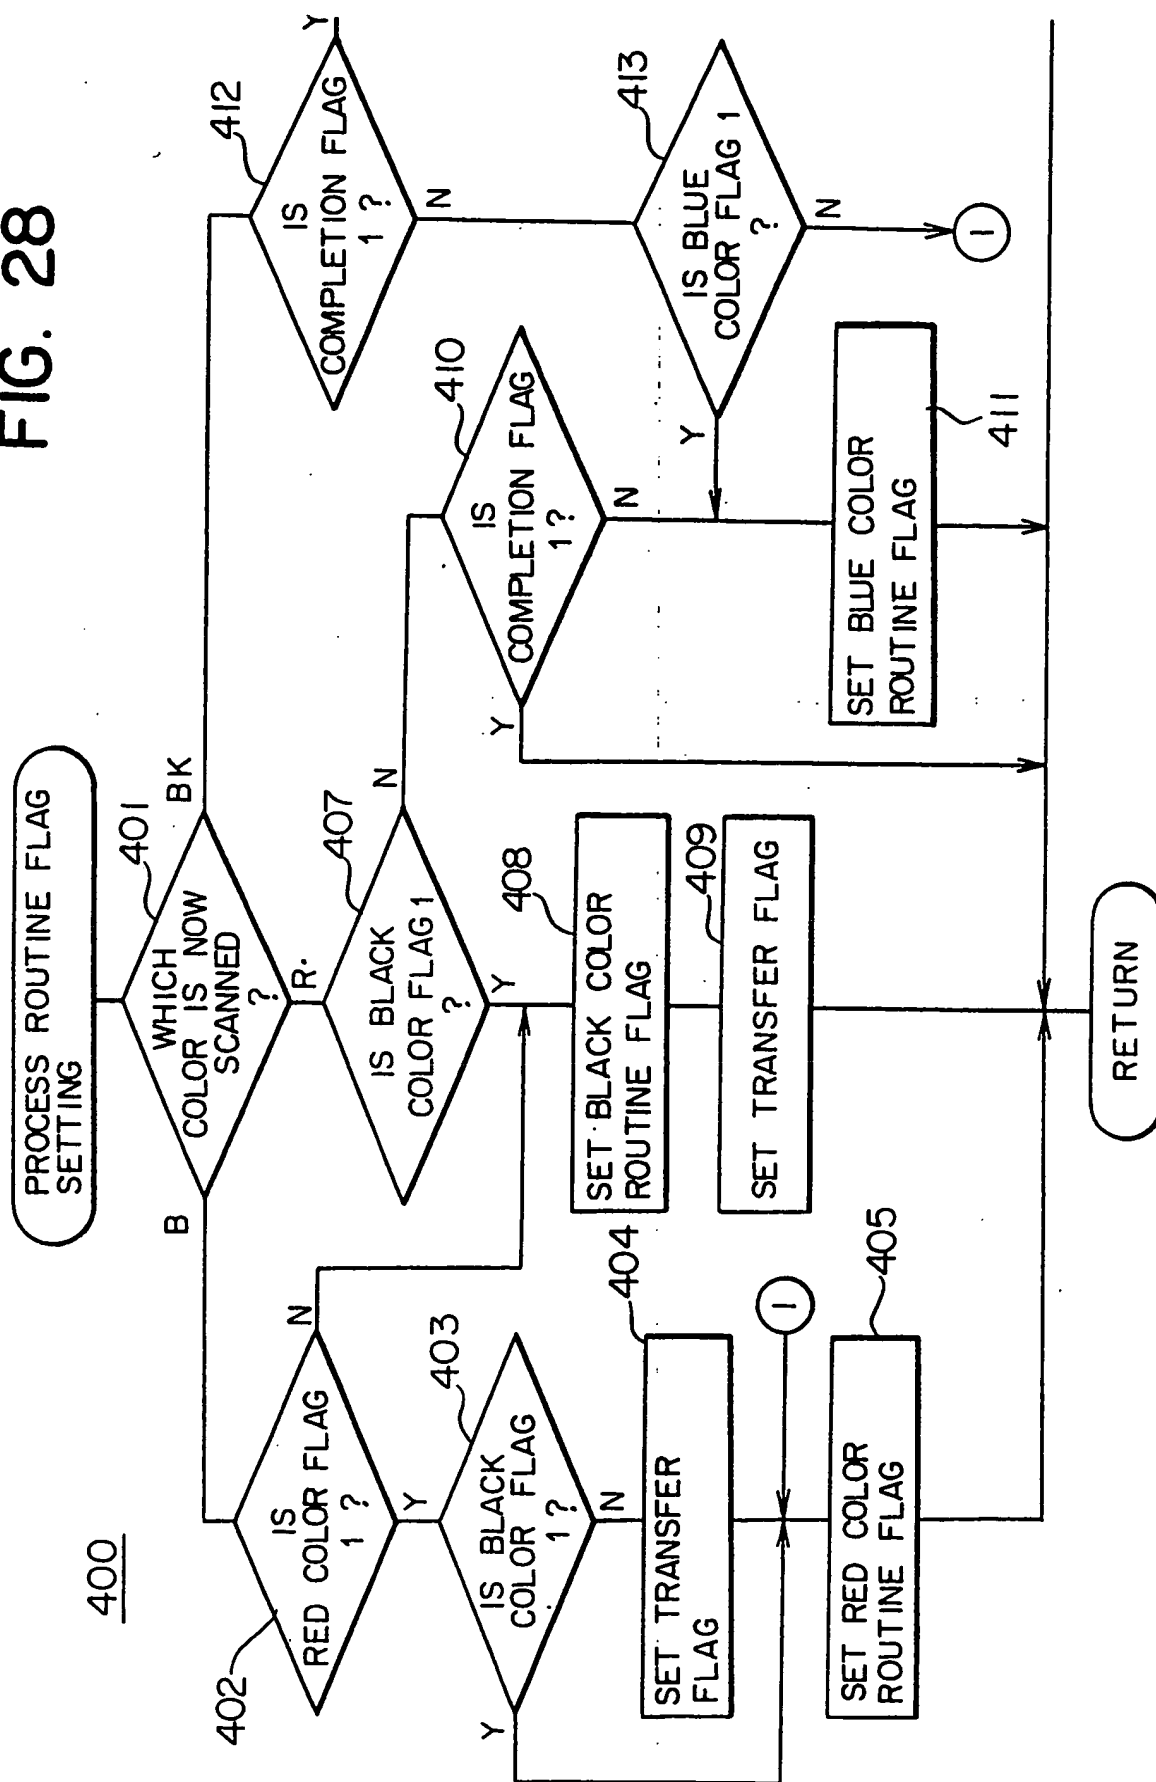 FIG. 28
400
PROCESS ROUTINE FLAG
SETTING
401
WHICH
COLOR IS NOW
SCANNED
?
B
R.
BK
402
IS
RED COLOR FLAG
1 ?
N
Y
403
IS BLACK
COLOR FLAG
1 ?
Y
N
404
SET TRANSFER
FLAG
1
405
SET RED COLOR
ROUTINE FLAG
407
IS BLACK
COLOR FLAG 1
?
N
Y
408
SET BLACK COLOR
ROUTINE FLAG
409
SET TRANSFER FLAG
410
IS
COMPLETION FLAG
1 ?
Y
N
411
SET BLUE COLOR
ROUTINE FLAG
412
IS
COMPLETION FLAG
1 ?
Y
N
413
IS BLUE
COLOR FLAG 1
?
Y
N
1
RETURN